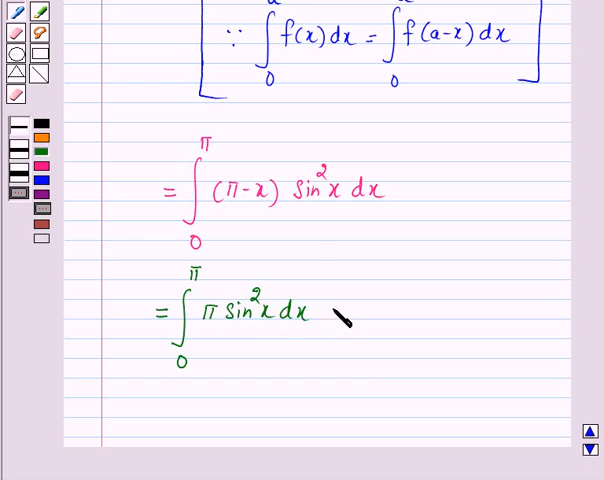 ∵ ∫₀ᵃ f(x)dx = ∫₀ᵃ f(a-x)dx
= ∫₀^π (π-x) sin²x dx
= ∫₀^π π sin²x dx